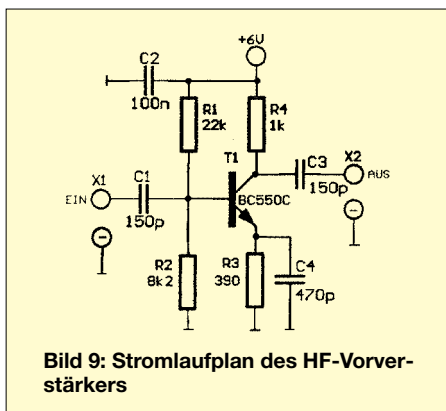 +6V
C2
100n
R1
22k
R4
1k
C3
150p
X2
AUS
T1
BC550C
X1
EIN
C1
150p
R2
8k2
R3
390
C4
470p
Bild 9: Stromlaufplan des HF-Vorver-
stärkers